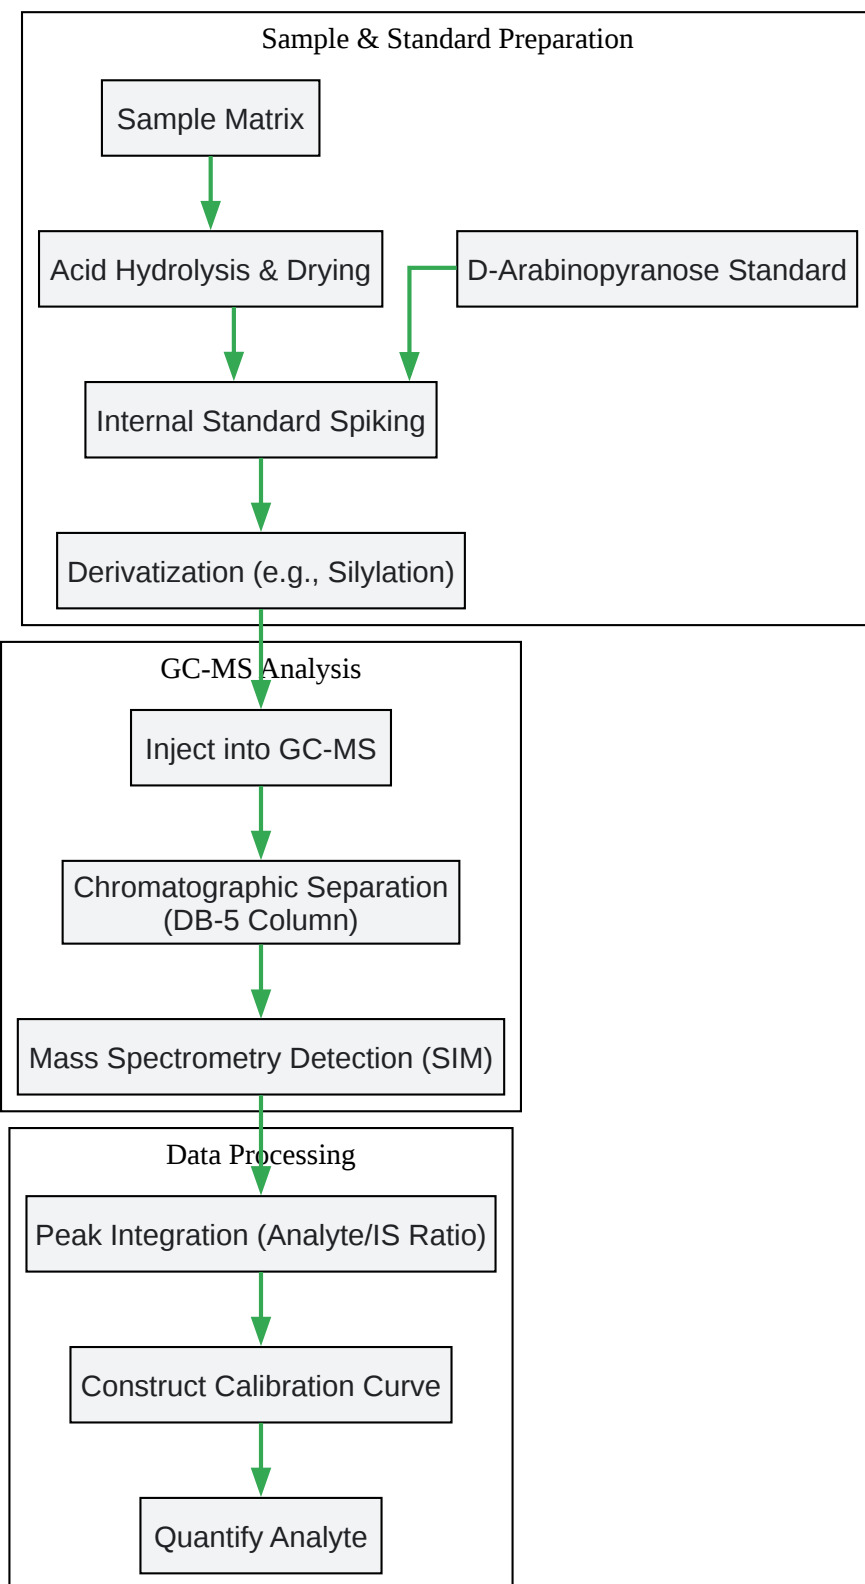 Sample & Standard Preparation
Sample Matrix
Acid Hydrolysis & Drying
D-Arabinopyranose Standard
Internal Standard Spiking
Derivatization (e.g., Silylation)
GC-MS Analysis
Inject into GC-MS
Chromatographic Separation
(DB-5 Column)
Mass Spectrometry Detection (SIM)
Data Processing
Peak Integration (Analyte/IS Ratio)
Construct Calibration Curve
Quantify Analyte